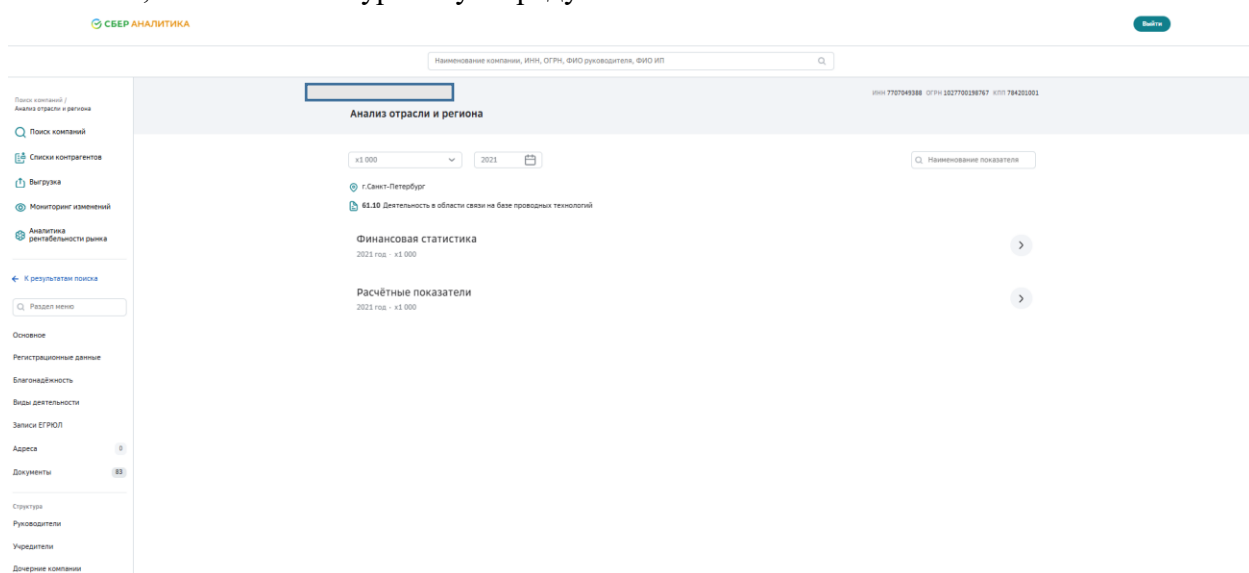 СБЕР АНАЛИТИКА
Выйти
Наименование компании, ИНН, ОГРН, ФИО руководителя, ФИО ИП
Поиск компаний /
Анализ отрасли и региона
Поиск компаний
Списки контрагентов
Выгрузка
Мониторинг изменений
Аналитика
рентабельности рынка
К результатам поиска
Раздел меню
Основное
Регистрационные данные
Благонадёжность
Виды деятельности
Записи ЕГРЮЛ
Адреса 0
Документы 83
Структура
Руководители
Учредители
Дочерние компании
ИНН 7707049388 ОГРН 1027700198767 КПП 784201001
Анализ отрасли и региона
х1 000
2021
Наименование показателя
г.Санкт-Петербург
61.10 Деятельность в области связи на базе проводных технологий
Финансовая статистика
2021 год - х1 000
Расчётные показатели
2021 год - х1 000